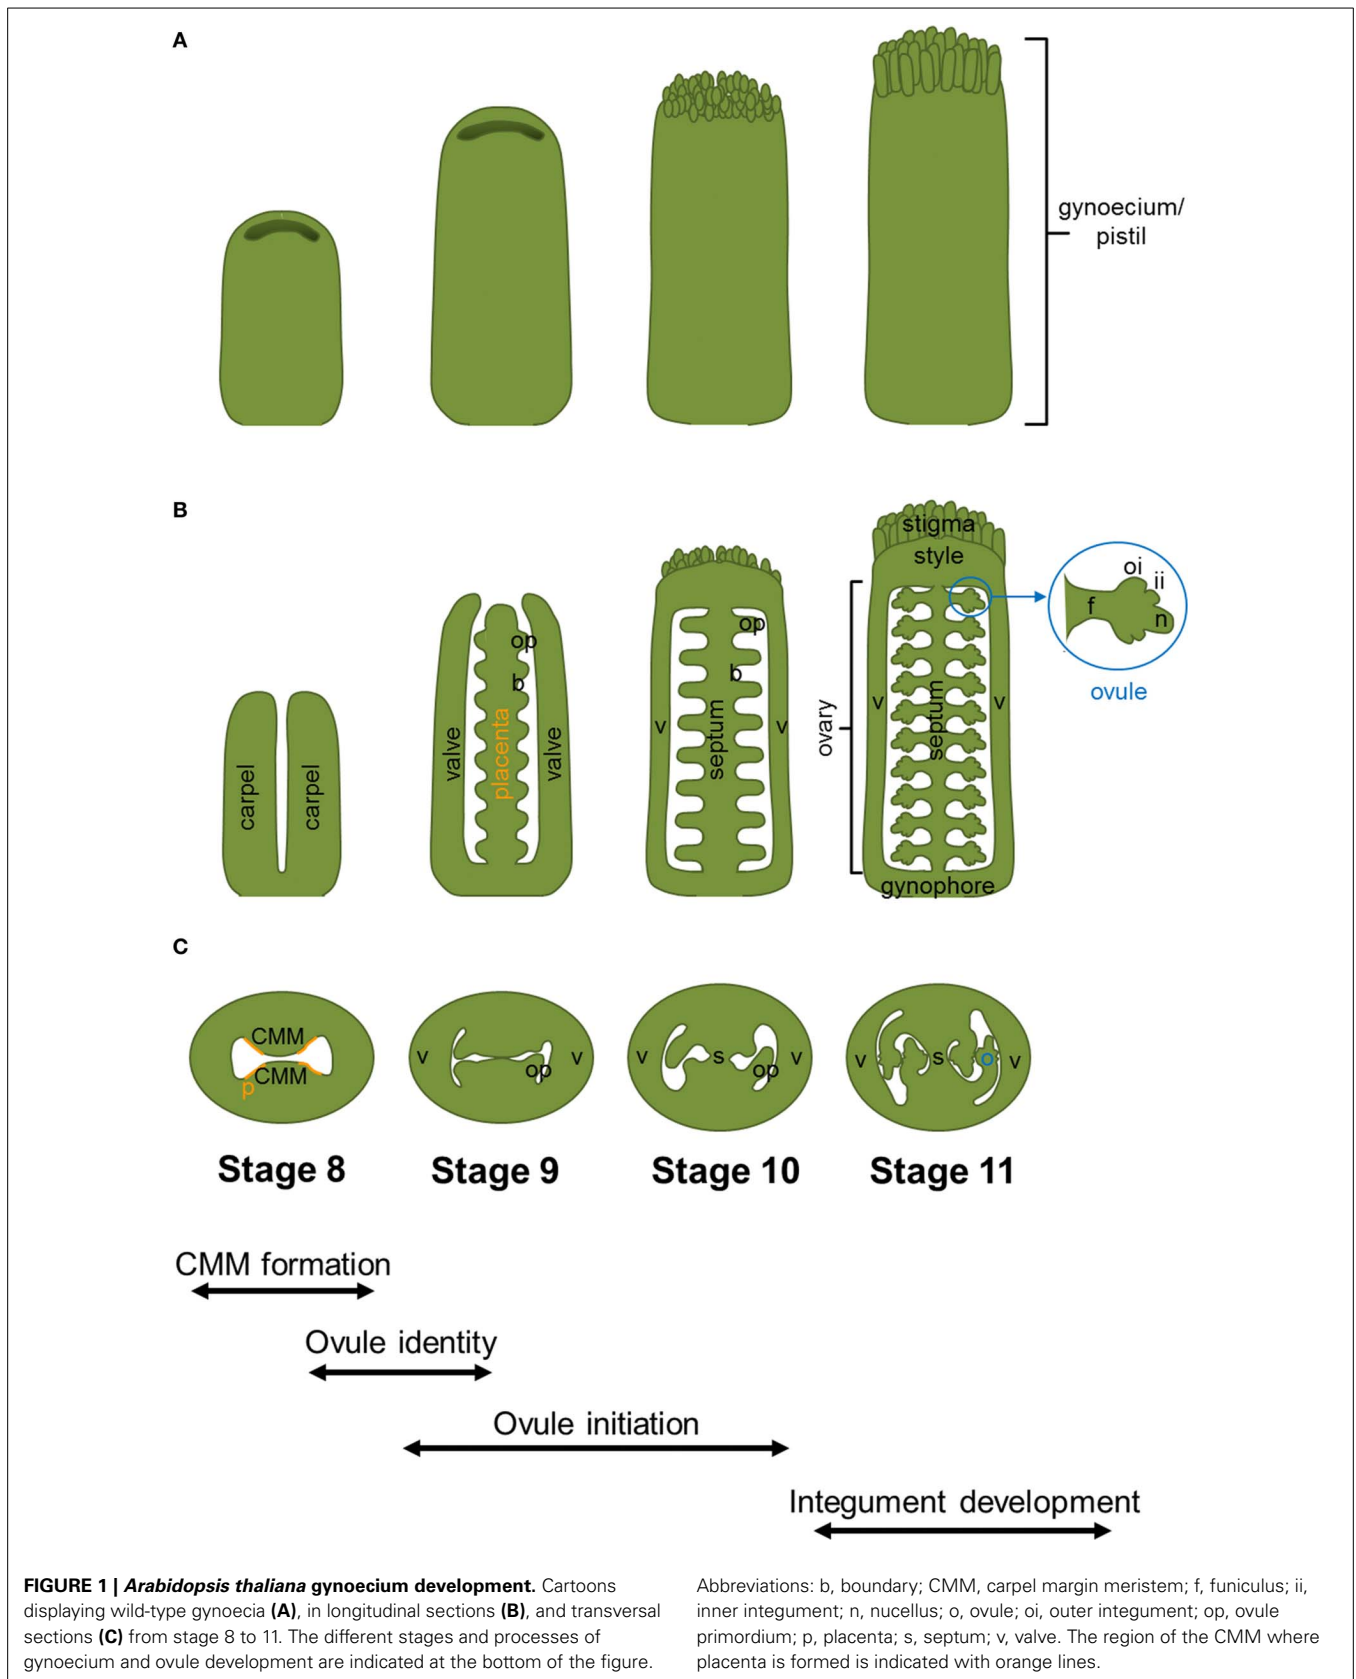 A
gynoecium/
pistil
B
carpel
carpel
valve
placenta
valve
op
b
v
septum
v
op
b
stigma
style
ovary
v
septum
v
gynophore
f
oi
ii
n
ovule
C
CMM
CMM
p
v
op
v
v
s
op
v
v
s
o
v
Stage 8
Stage 9
Stage 10
Stage 11
CMM formation
Ovule identity
Ovule initiation
Integument development
FIGURE 1 | Arabidopsis thaliana gynoecium development. Cartoons
displaying wild-type gynoecia (A), in longitudinal sections (B), and transversal
sections (C) from stage 8 to 11. The different stages and processes of
gynoecium and ovule development are indicated at the bottom of the figure.
Abbreviations: b, boundary; CMM, carpel margin meristem; f, funiculus; ii,
inner integument; n, nucellus; o, ovule; oi, outer integument; op, ovule
primordium; p, placenta; s, septum; v, valve. The region of the CMM where
placenta is formed is indicated with orange lines.